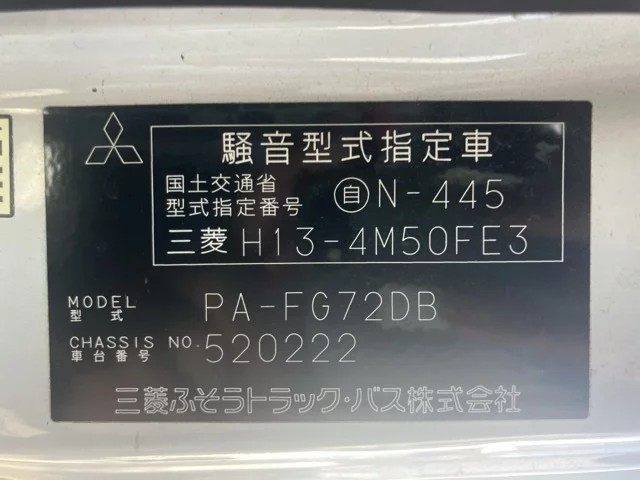 騒音型式指定車
国土交通省
型式指定番号 自N-445
三菱 H13-4M50FE3
MODEL
型式 PA-FG72DB
CHASSIS NO.
車台番号 520222
三菱ふそうトラック・バス株式会社